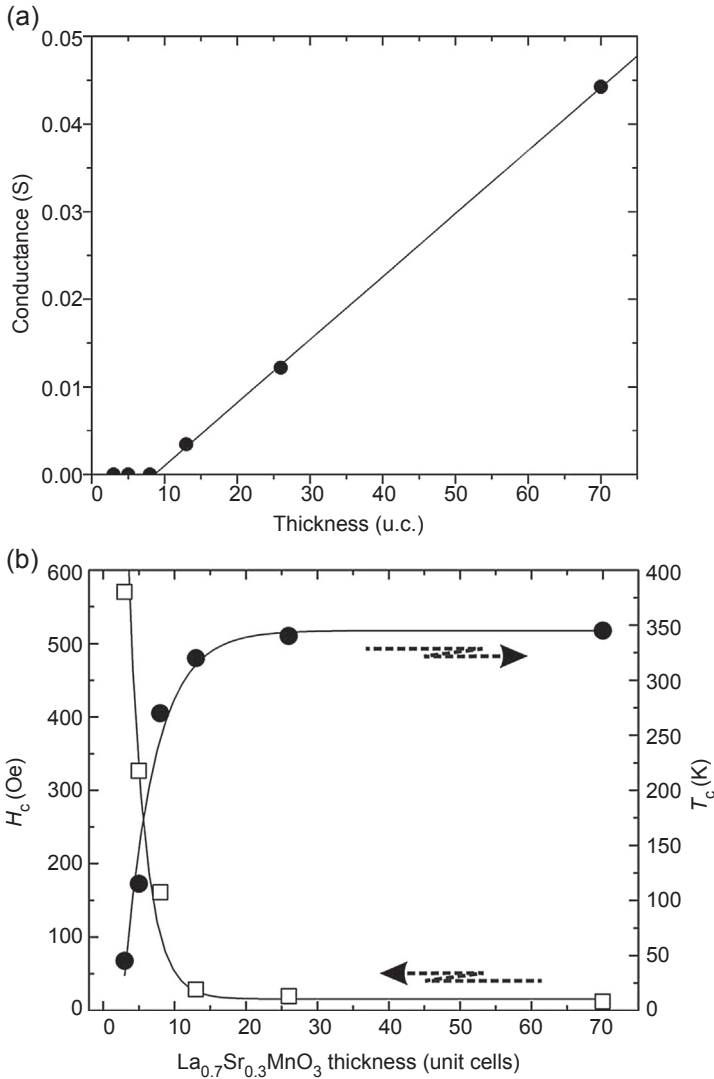 (a)
0.05
0.04
0.03
0.02
0.01
0.00
Conductance (S)
0 10 20 30 40 50 60 70
Thickness (u.c.)
(b)
600
500
400
300
200
100
0
H_c (Oe)
400
350
300
250
200
150
100
50
0
T_c (K)
0 10 20 30 40 50 60 70
La_0.7Sr_0.3MnO_3 thickness (unit cells)